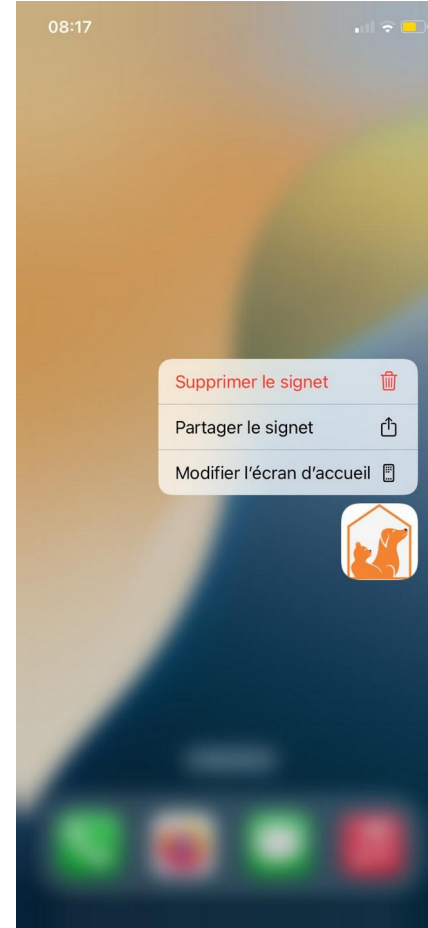 08:17
Supprimer le signet
Partager le signet
Modifier l’écran d’accueil